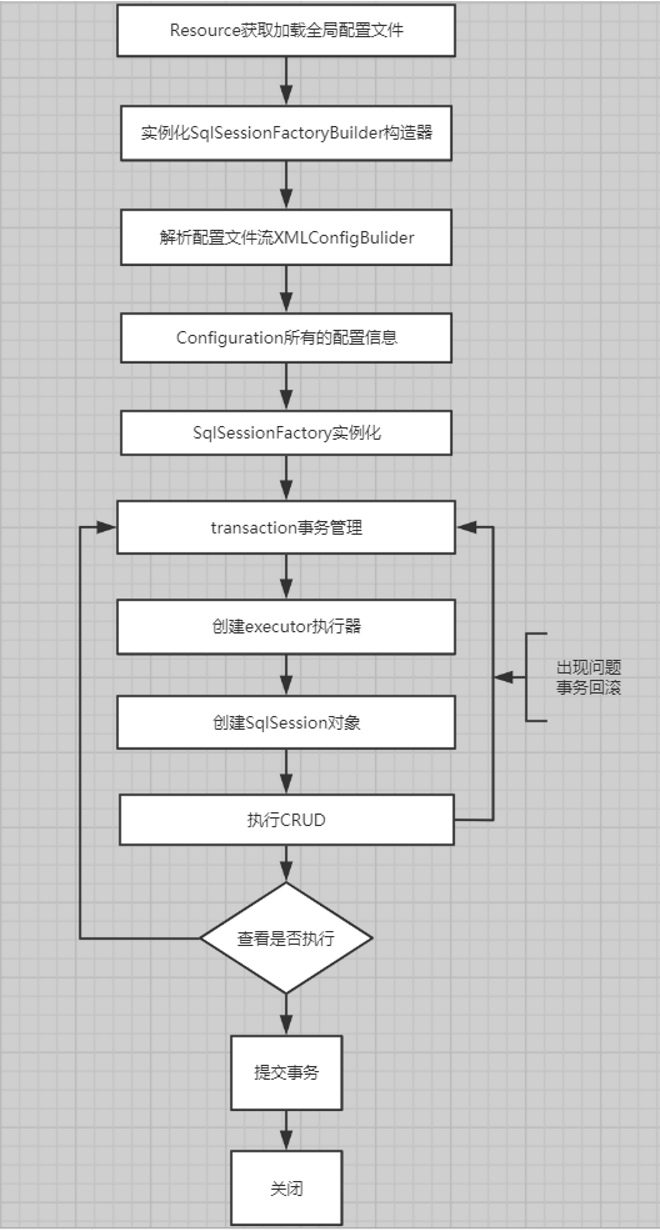 Resource获取加载全局配置文件
实例化SqlSessionFactoryBuilder构造器
解析配置文件流XMLConfigBulider
Configuration所有的配置信息
SqlSessionFactory实例化
transaction事务管理
创建executor执行器
创建SqlSession对象
出现问题
事务回滚
执行CRUD
查看是否执行
提交事务
关闭